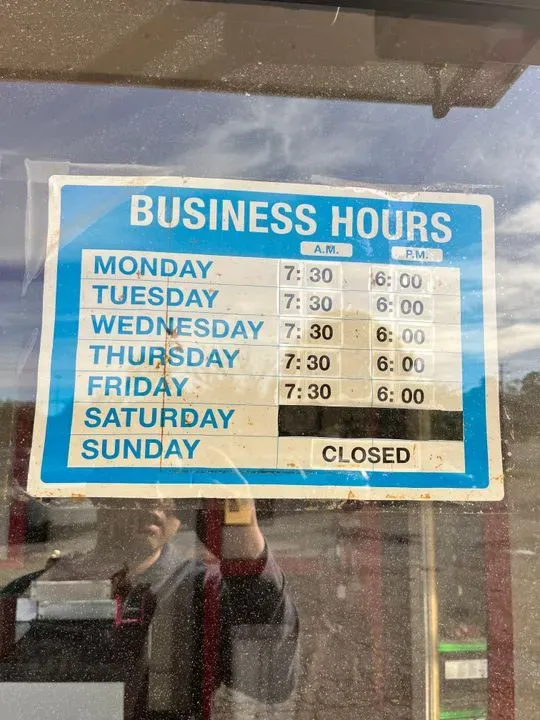 BUSINESS HOURS
A.M. P.M.
MONDAY 7: 30 6: 00
TUESDAY 7: 30 6: 00
WEDNESDAY 7: 30 6: 00
THURSDAY 7: 30 6: 00
FRIDAY 7: 30 6: 00
SATURDAY
SUNDAY CLOSED